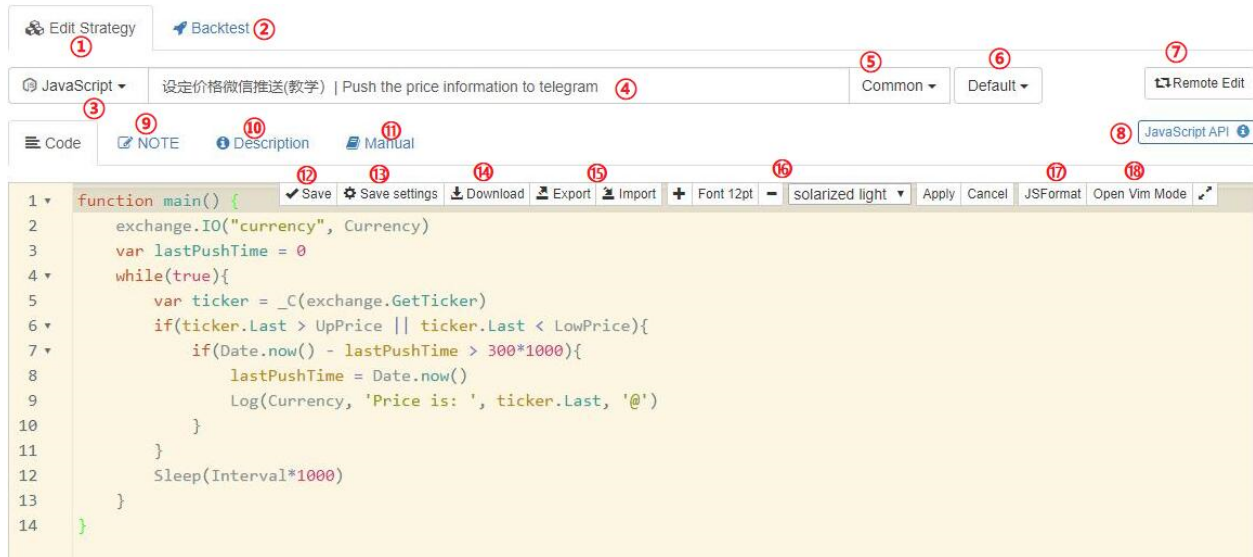 Edit Strategy Backtest ②
①
⑤ ⑥ ⑦
JavaScript 设定价格微信推送(教学) | Push the price information to telegram ④ Common Default Remote Edit
③
⑨ ⑩ ⑪
Code NOTE Description Manual ⑧ JavaScript API
⑫ ⑬ ⑭ ⑮ ⑯ ⑰ ⑱
Save Save settings Download Export Import + Font 12pt − solarized light Apply Cancel JSFormat Open Vim Mode
1 function main() {
2 exchange.IO("currency", Currency)
3 var lastPushTime = 0
4 while(true){
5 var ticker = _C(exchange.GetTicker)
6 if(ticker.Last > UpPrice || ticker.Last < LowPrice){
7 if(Date.now() - lastPushTime > 300*1000){
8 lastPushTime = Date.now()
9 Log(Currency, 'Price is: ', ticker.Last, '@')
10 }
11 }
12 Sleep(Interval*1000)
13 }
14 }